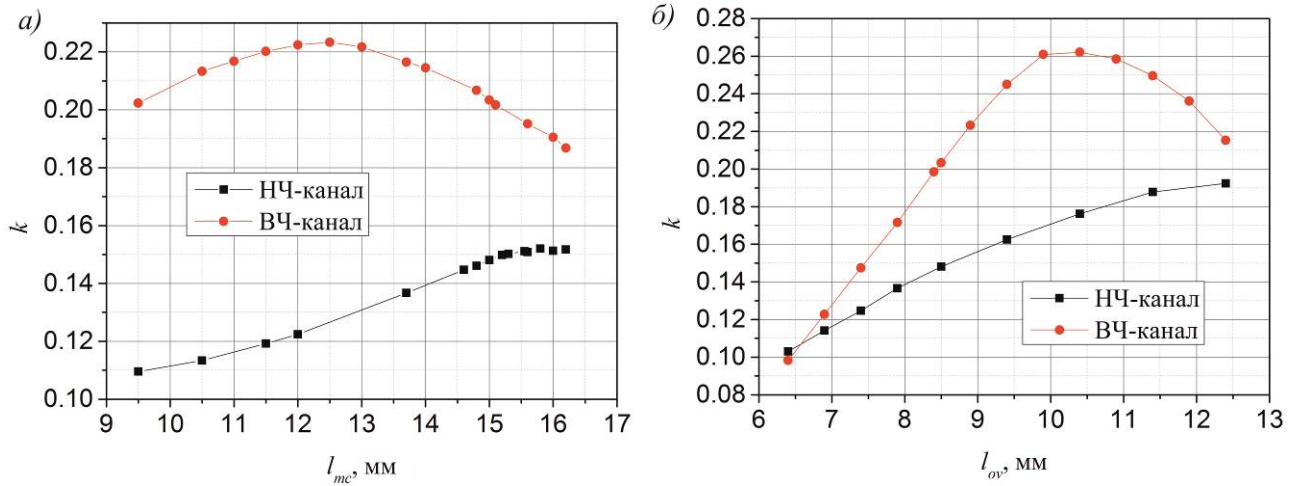 а)
0.22
0.20
0.18
0.16
0.14
0.12
0.10
k
НЧ-канал
ВЧ-канал
9 10 11 12 13 14 15 16 17
l_mc, мм
б)
0.28
0.26
0.24
0.22
0.20
0.18
0.16
0.14
0.12
0.10
0.08
k
НЧ-канал
ВЧ-канал
6 7 8 9 10 11 12 13
l_ov, мм